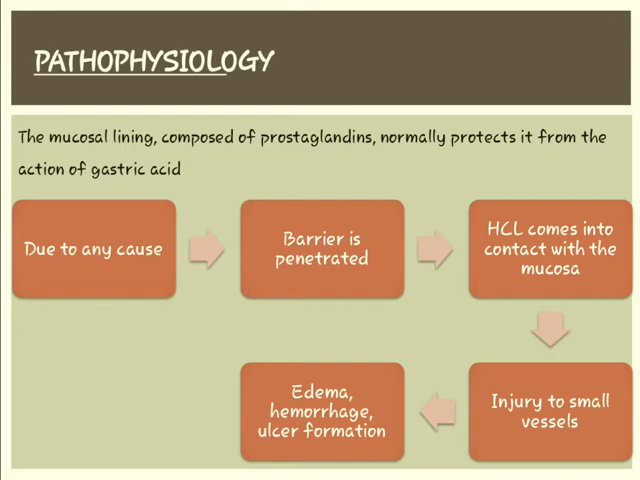 PATHOPHYSIOLOGY
The mucosal lining, composed of prostaglandins, normally protects it from the
action of gastric acid
Due to any cause
Barrier is
penetrated
HCL comes into
contact with the
mucosa
Injury to small
vessels
Edema,
hemorrhage,
ulcer formation